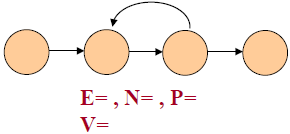 E= , N= , P=
V=